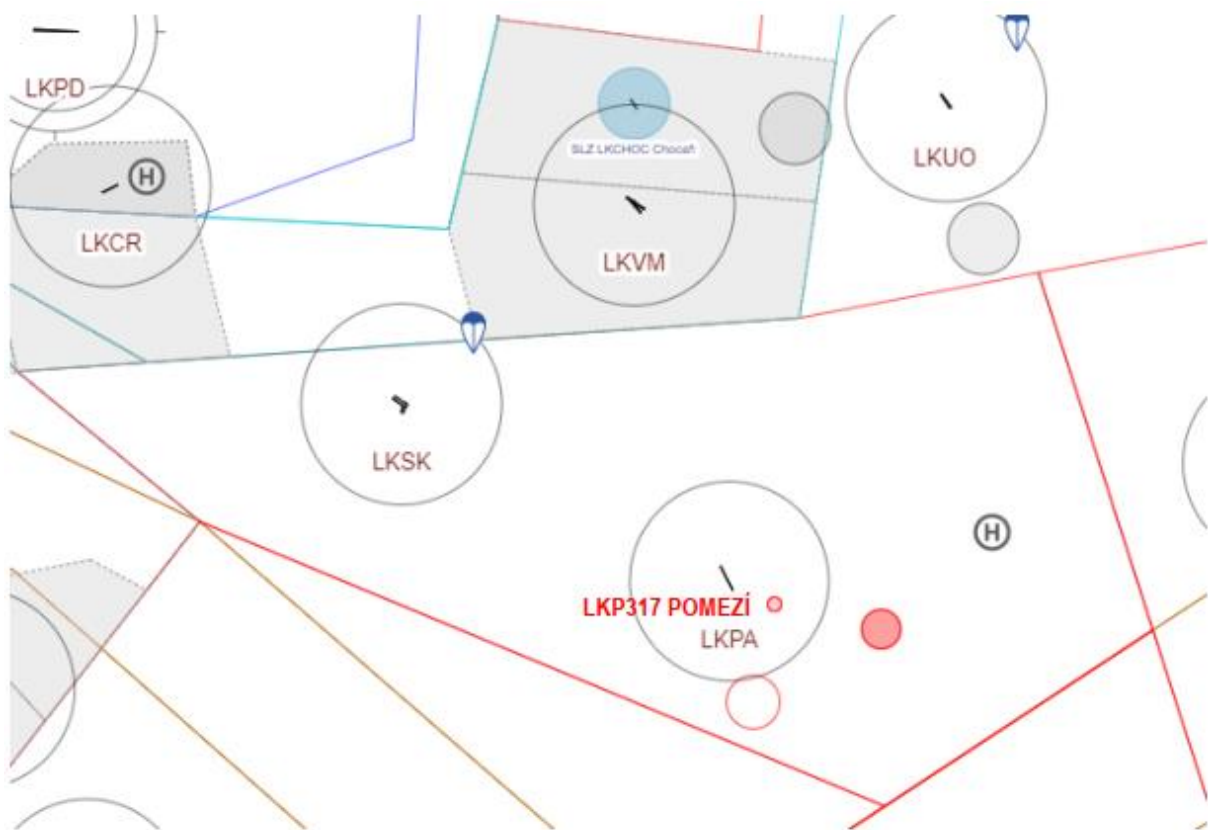 LKPD
H
SLZ LKCHOC Choceň
LKUO
LKCR
LKVM
LKSK
H
LKP317 POMEZÍ
LKPA